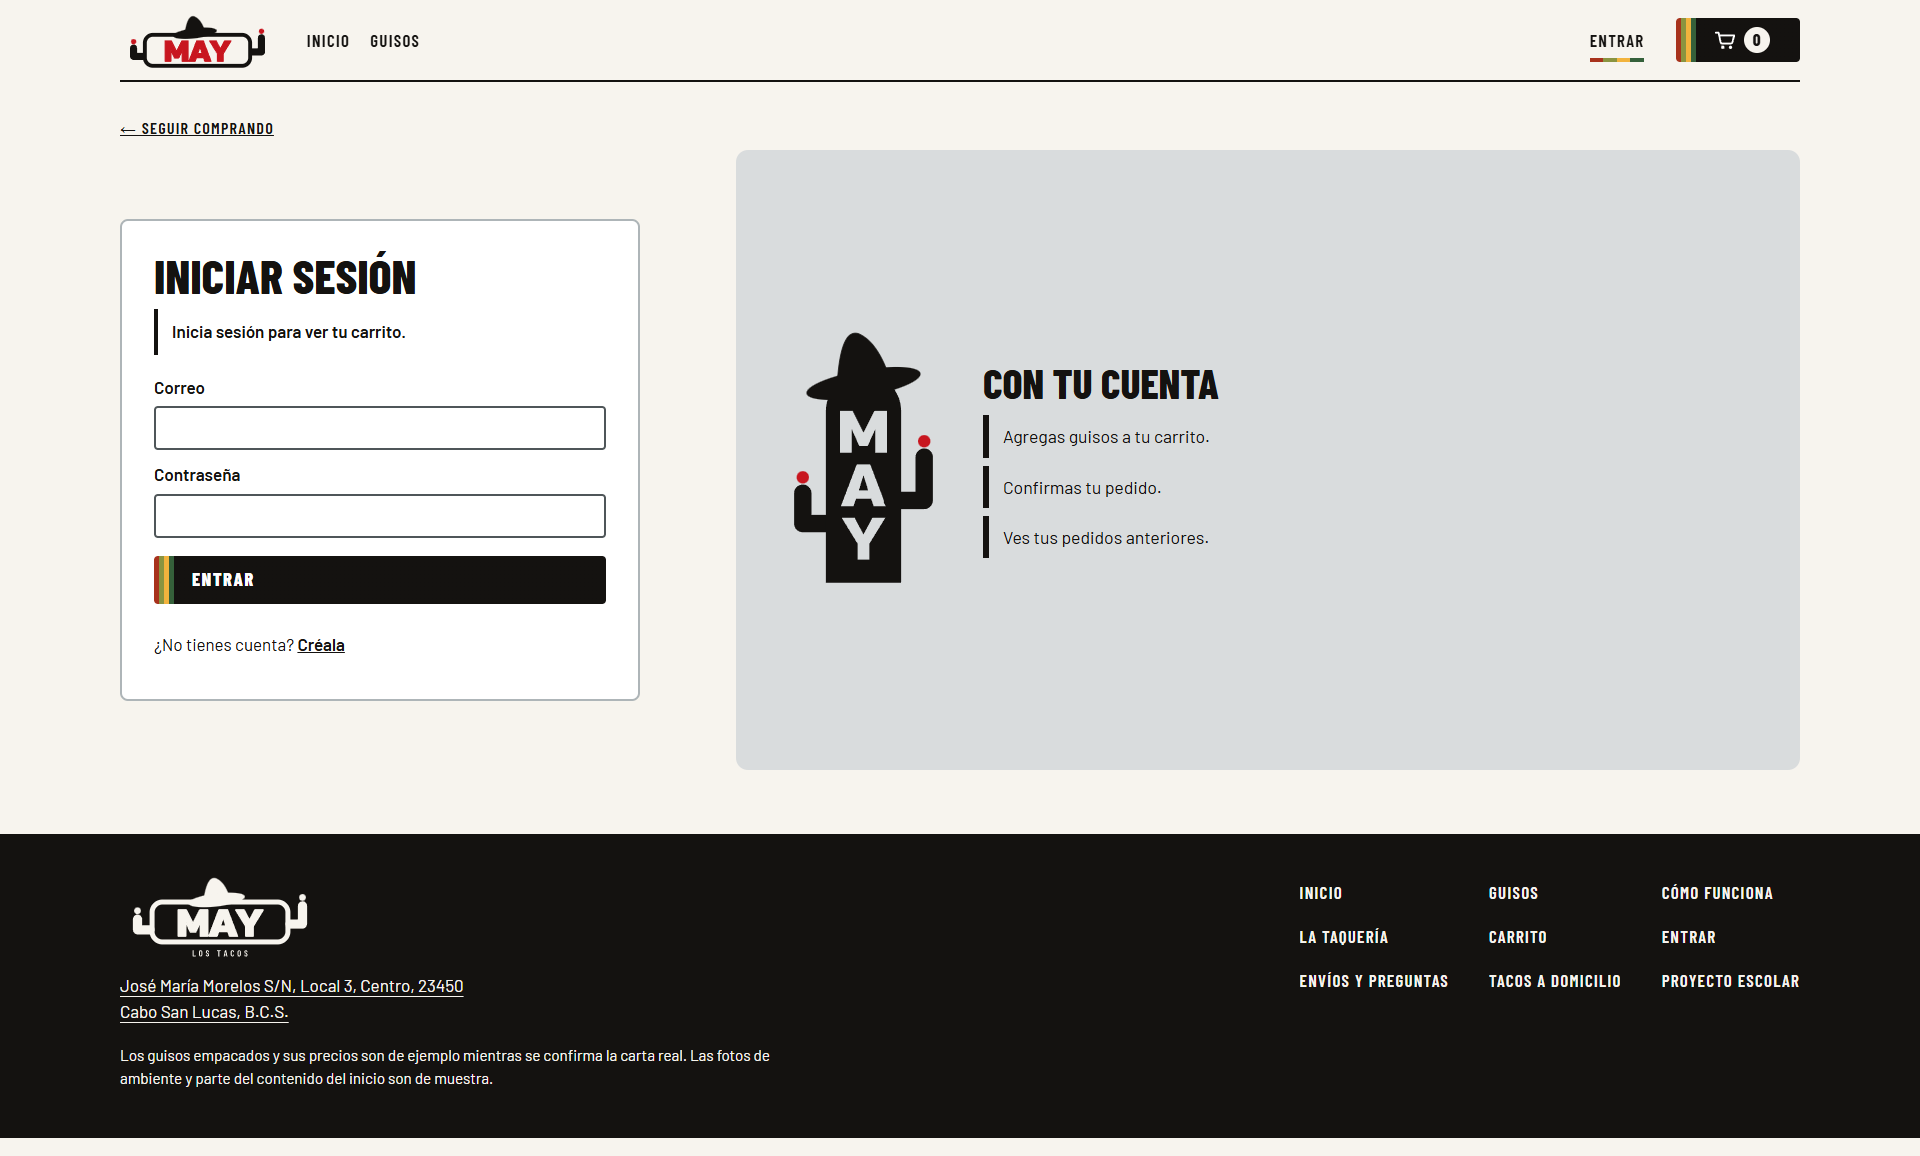 MAY
INICIO
GUISOS
ENTRAR
0
← SEGUIR COMPRANDO
INICIAR SESIÓN
Inicia sesión para ver tu carrito.
Correo
Contraseña
ENTRAR
¿No tienes cuenta? Créala
MAY
CON TU CUENTA
Agregas guisos a tu carrito.
Confirmas tu pedido.
Ves tus pedidos anteriores.
MAY
LOS TACOS
José María Morelos S/N, Local 3, Centro, 23450
Cabo San Lucas, B.C.S.
Los guisos empacados y sus precios son de ejemplo mientras se confirma la carta real. Las fotos de
ambiente y parte del contenido del inicio son de muestra.
INICIO
GUISOS
CÓMO FUNCIONA
LA TAQUERÍA
CARRITO
ENTRAR
ENVÍOS Y PREGUNTAS
TACOS A DOMICILIO
PROYECTO ESCOLAR